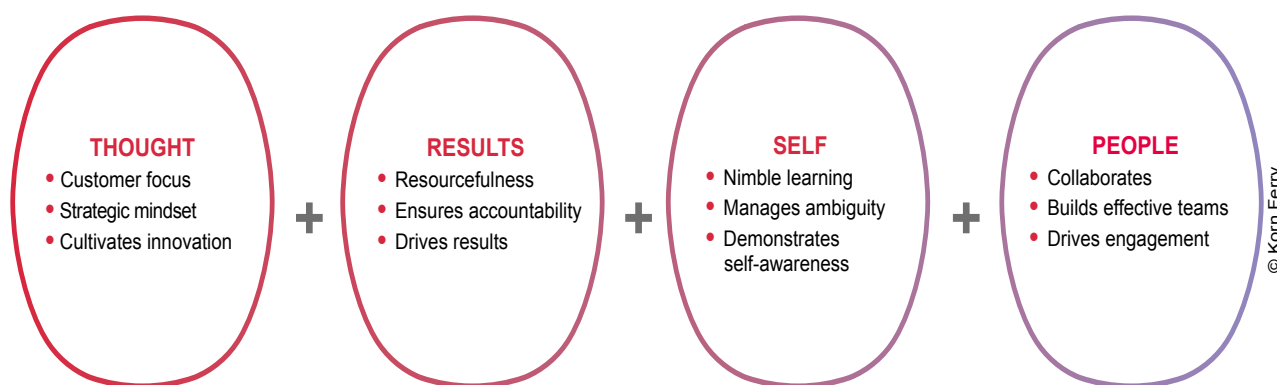 THOUGHT
• Customer focus
• Strategic mindset
• Cultivates innovation
+
RESULTS
• Resourcefulness
• Ensures accountability
• Drives results
+
SELF
• Nimble learning
• Manages ambiguity
• Demonstrates
self-awareness
+
PEOPLE
• Collaborates
• Builds effective teams
• Drives engagement
© Korn Ferry